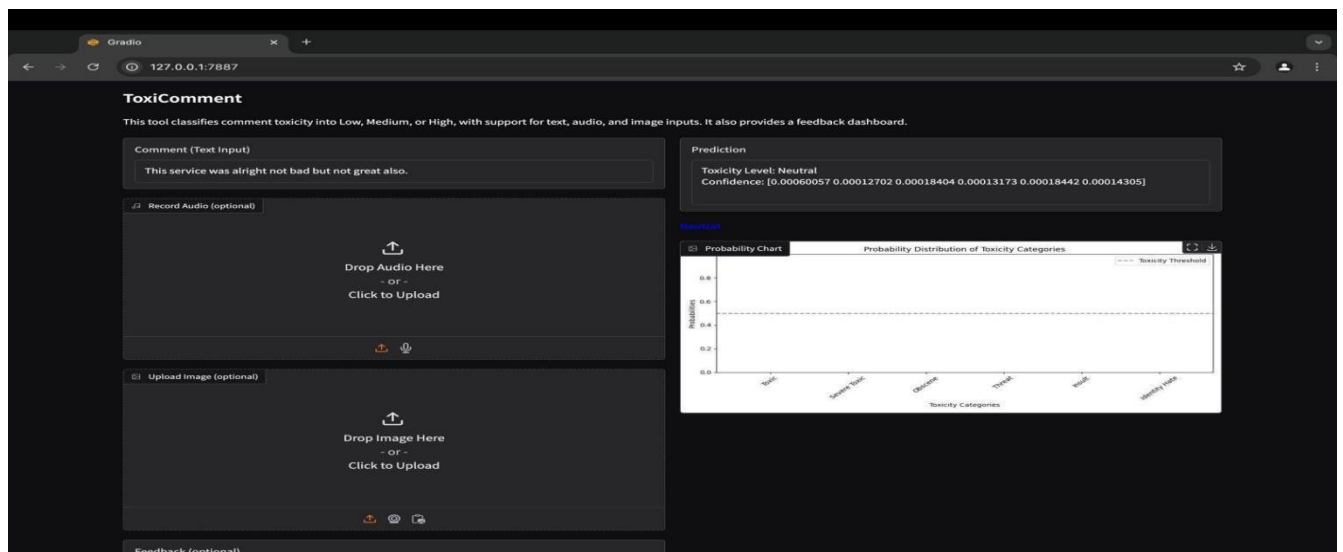 Gradio
127.0.0.1:7887
ToxiComment
This tool classifies comment toxicity into Low, Medium, or High, with support for text, audio, and image inputs. It also provides a feedback dashboard.
Comment (Text Input)
This service was alright not bad but not great also.
Record Audio (optional)
Drop Audio Here
- or -
Click to Upload
Upload Image (optional)
Drop Image Here
- or -
Click to Upload
Feedback (optional)
Prediction
Toxicity Level: Neutral
Confidence: [0.00060057 0.00012702 0.00018404 0.00013173 0.00018442 0.00014305]
Neutral
Probability Chart
Probability Distribution of Toxicity Categories
Toxicity Threshold
Probabilities
0.8
0.6
0.4
0.2
0.0
Toxic Severe Toxic Obscene Threat Insult Identity Hate
Toxicity Categories